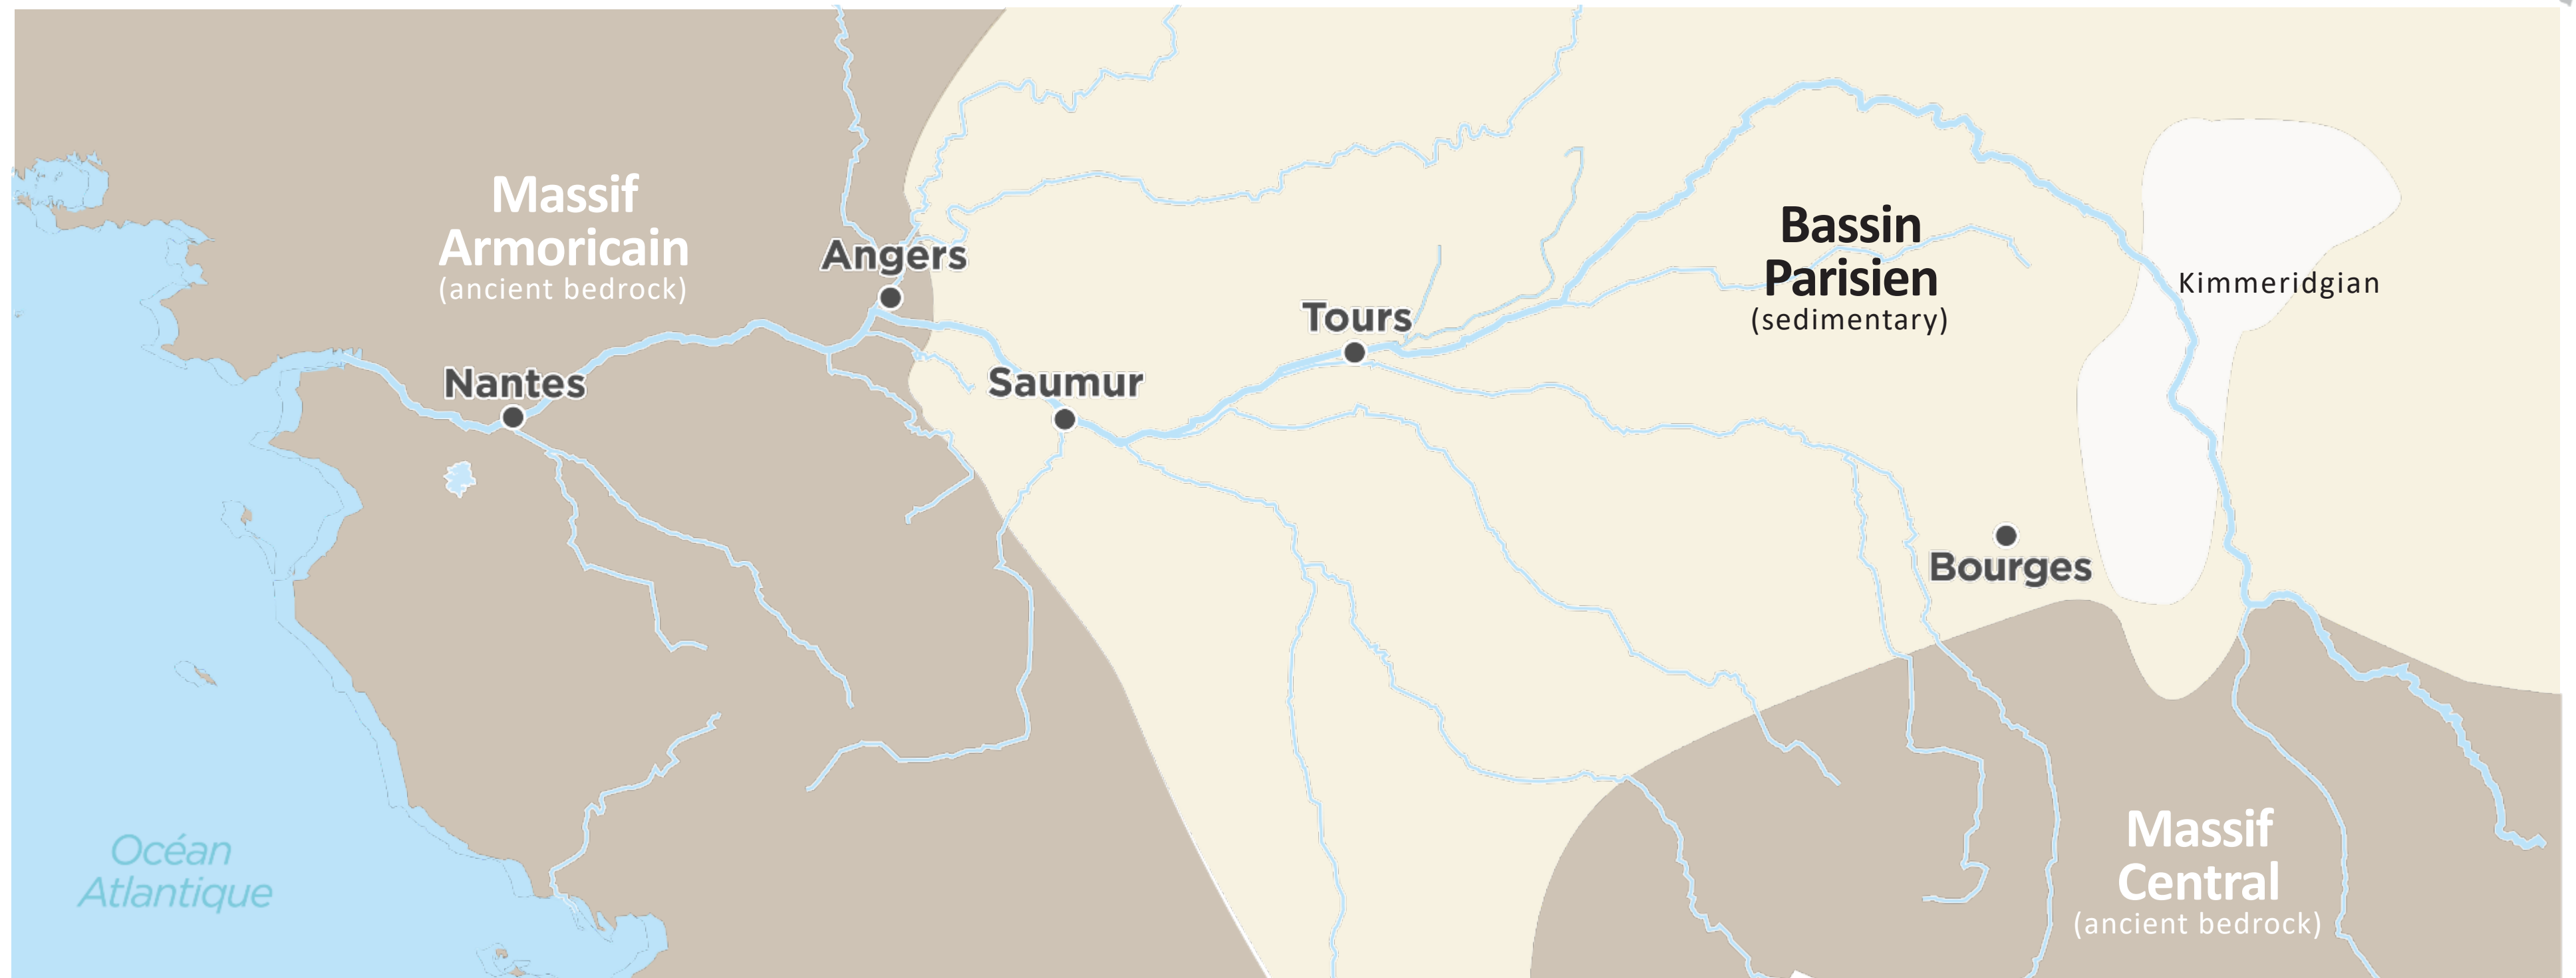 Massif
Armoricain
(ancient bedrock)
Angers
Nantes
Saumur
Tours
Bassin
Parisien
(sedimentary)
Kimmeridgian
Bourges
Océan
Atlantique
Massif
Central
(ancient bedrock)